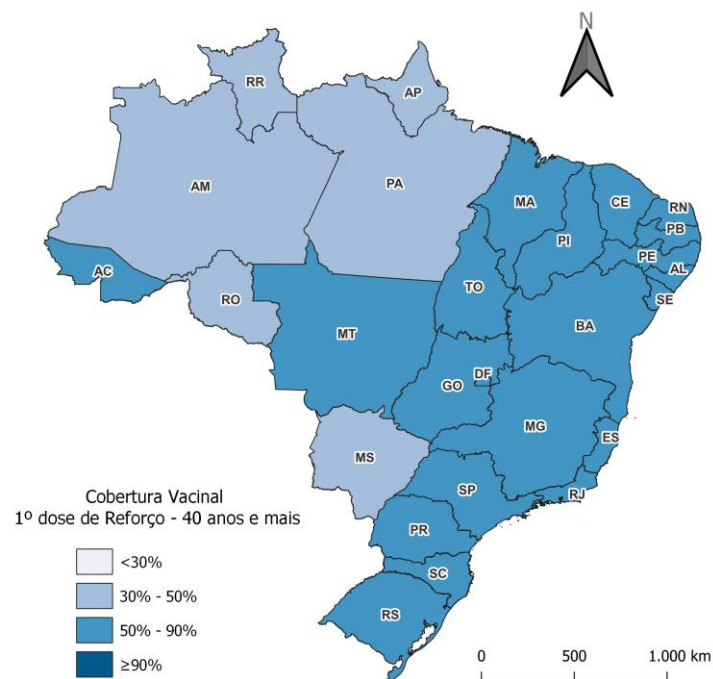 N
RR
AP
AM
PA
MA
CE
RN
PB
PI
PE
AL
AC
TO
SE
RO
BA
MT
GO
DF
MG
ES
MS
SP
RJ
PR
SC
RS
Cobertura Vacinal
1º dose de Reforço - 40 anos e mais
<30%
30% - 50%
50% - 90%
≥90%
0 500 1.000 km